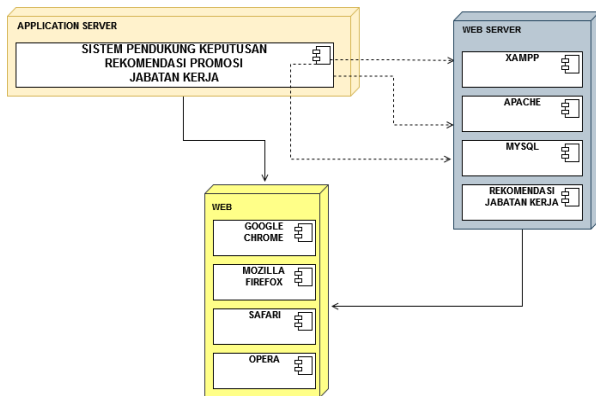 APPLICATION SERVER
SISTEM PENDUKUNG KEPUTUSAN
REKOMENDASI PROMOSI
JABATAN KERJA
WEB SERVER
XAMPP
APACHE
MYSQL
REKOMENDASI
JABATAN KERJA
WEB
GOOGLE
CHROME
MOZILLA
FIREFOX
SAFARI
OPERA